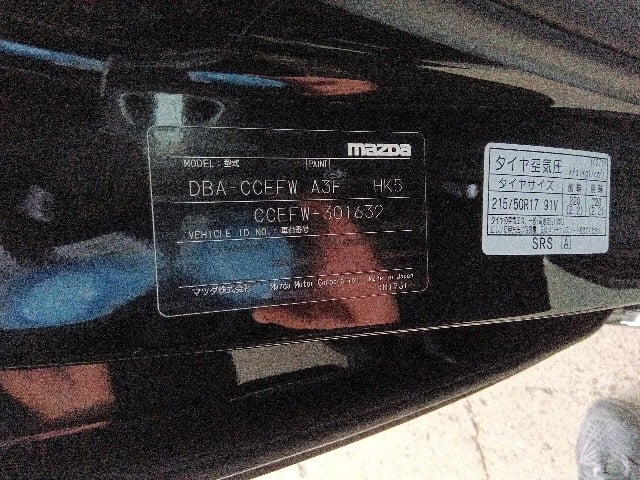 mazda
MODEL: 型式 PAINT
DBA-CCEFW A3F HK5
CCEFW-301632
VEHICLE ID NO.: 車台番号
マツダ株式会社 Mazda Motor Corporation Made in Japan
タイヤ空気圧
タイヤサイズ 前輪 後輪
215/50R17 91V 220 220
SRS (A)